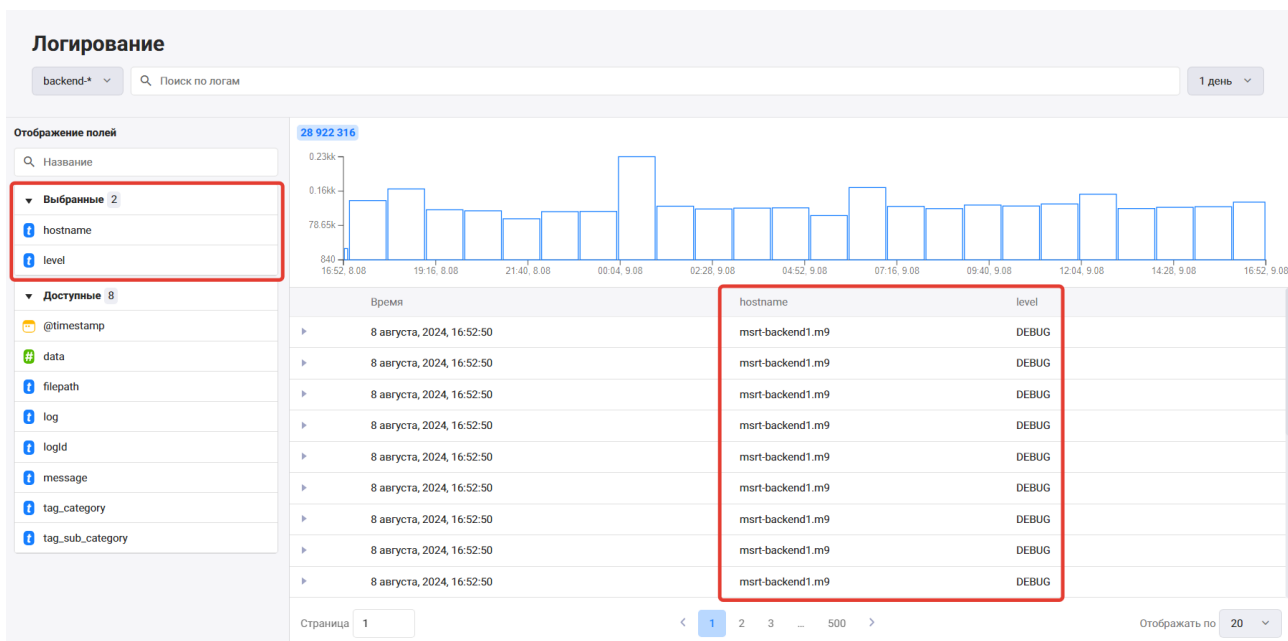 Логирование
backend-*
Поиск по логам
1 день
Отображение полей
Название
Выбранные 2
hostname
level
Доступные 8
@timestamp
data
filepath
log
logId
message
tag_category
tag_sub_category
28 922 316
0.23kk
0.16kk
78.65k
840
16:52, 8.08 19:16, 8.08 21:40, 8.08 00:04, 9.08 02:28, 9.08 04:52, 9.08 07:16, 9.08 09:40, 9.08 12:04, 9.08 14:28, 9.08 16:52, 9.08
Время hostname level
8 августа, 2024, 16:52:50 msrt-backend1.m9 DEBUG
8 августа, 2024, 16:52:50 msrt-backend1.m9 DEBUG
8 августа, 2024, 16:52:50 msrt-backend1.m9 DEBUG
8 августа, 2024, 16:52:50 msrt-backend1.m9 DEBUG
8 августа, 2024, 16:52:50 msrt-backend1.m9 DEBUG
8 августа, 2024, 16:52:50 msrt-backend1.m9 DEBUG
8 августа, 2024, 16:52:50 msrt-backend1.m9 DEBUG
8 августа, 2024, 16:52:50 msrt-backend1.m9 DEBUG
8 августа, 2024, 16:52:50 msrt-backend1.m9 DEBUG
Страница 1 1 2 3 ... 500 Отображать по 20